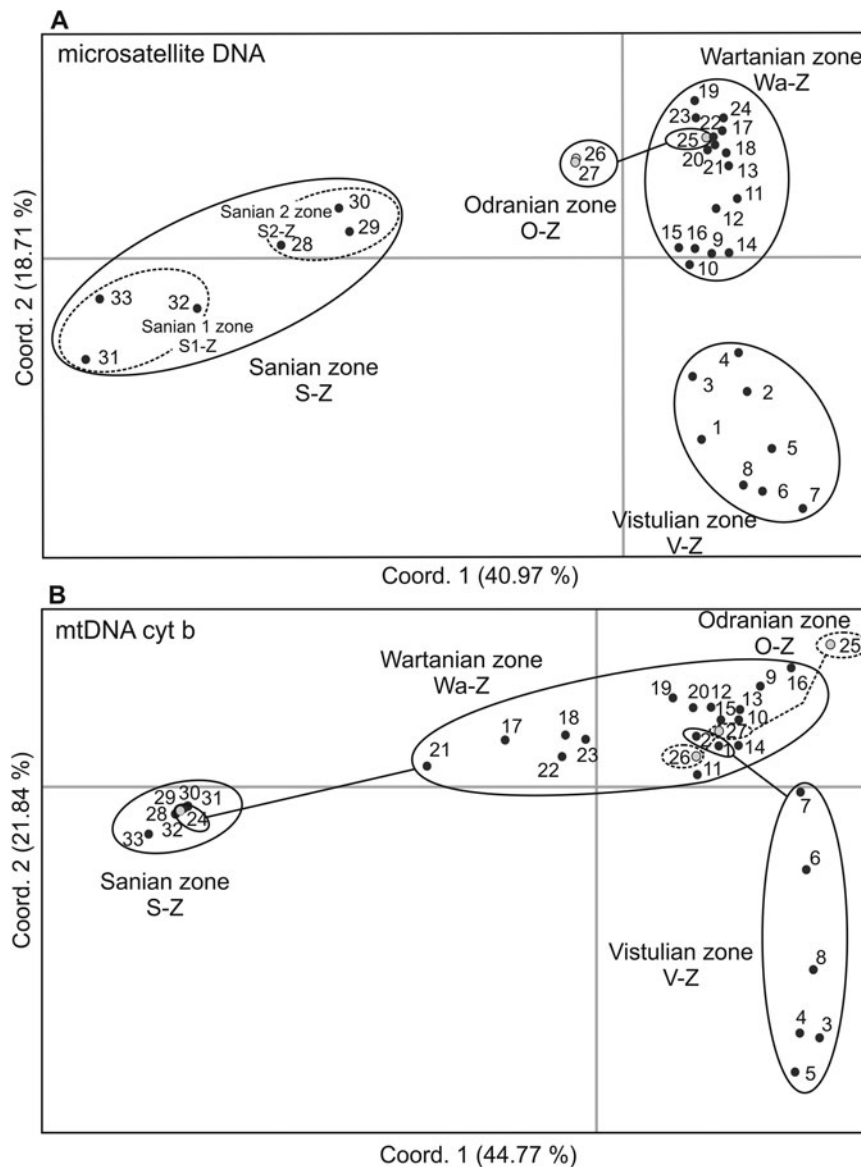 A
microsatellite DNA
Wartanian zone
Wa-Z
19
23
24
22
17
25
20
18
21
13
26
27
11
12
Odranian zone
O-Z
15 16 9 14
10
30
Sanian 2 zone
S2-Z
28
29
33
32
Sanian 1 zone
S1-Z
31
Sanian zone
S-Z
4
3
2
1
5
8
6
7
Vistulian zone
V-Z
Coord. 2 (18.71 %)
Coord. 1 (40.97 %)
B
mtDNA cyt b
Odranian zone
O-Z
25
Wartanian zone
Wa-Z
9
16
19
20 12
13
15
10
17
18
27
2
1
14
21
22
23
26
11
29 30 31
28
24
32
33
Sanian zone
S-Z
7
6
Vistulian zone
V-Z
8
4
3
5
Coord. 2 (21.84 %)
Coord. 1 (44.77 %)